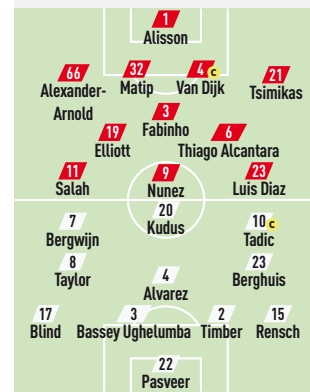 1
Alisson
66 32 4 c 21
Alexander- Matip Van Dijk Tsimikas
Arnold
3
Fabinho
19 6
Elliott Thiago Alcantara
11 9 23
Salah Nunez Luis Diaz
20
Kudus
7 10 c
Bergwijn Tadic
8 4 23
Taylor Alvarez Berghuis
17 3 2 15
Blind Bassey Ughelumba Timber Rensch
22
Pasveer